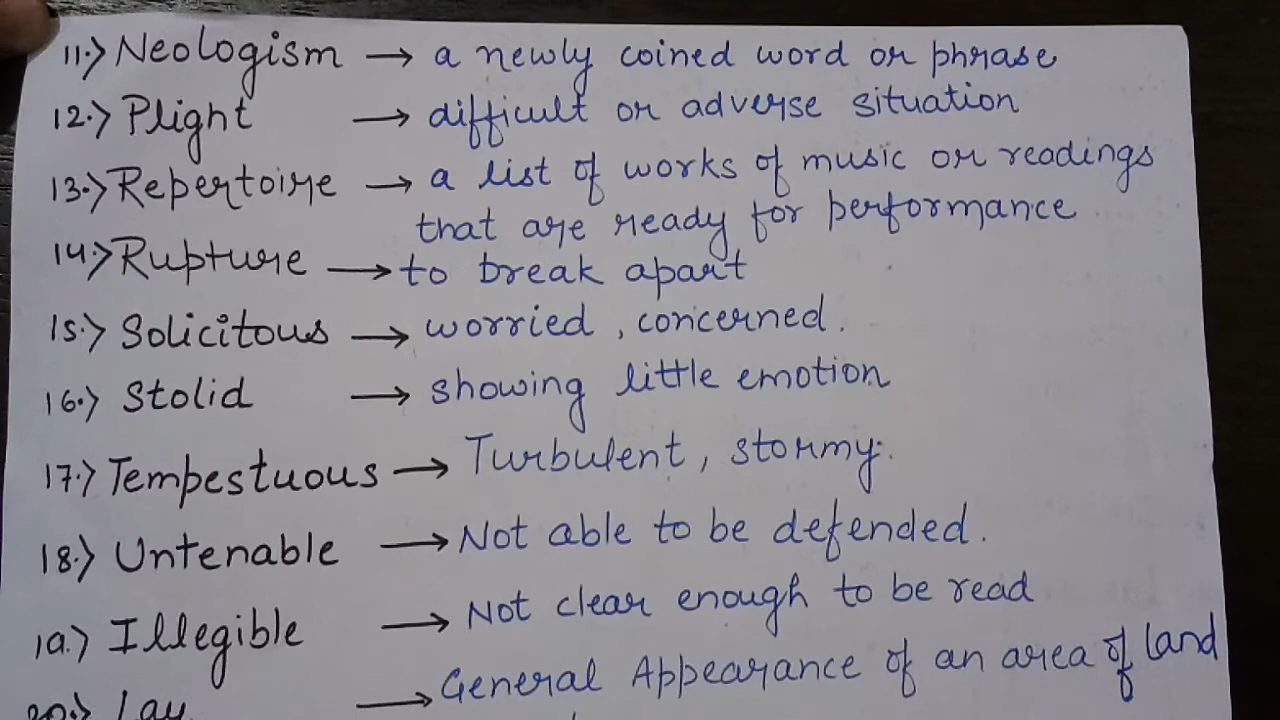 11.) Neologism → a newly coined word or phrase
12.) Plight → difficult or adverse situation
13.) Repertoire → a list of works of music or readings
that are ready for performance
14.) Rupture → to break apart
15.) Solicitous → worried, concerned.
16.) Stolid → showing little emotion
17.) Tempestuous → Turbulent, stormy.
18.) Untenable → Not able to be defended.
19.) Illegible → Not clear enough to be read
20.) Lay → General Appearance of an area of land